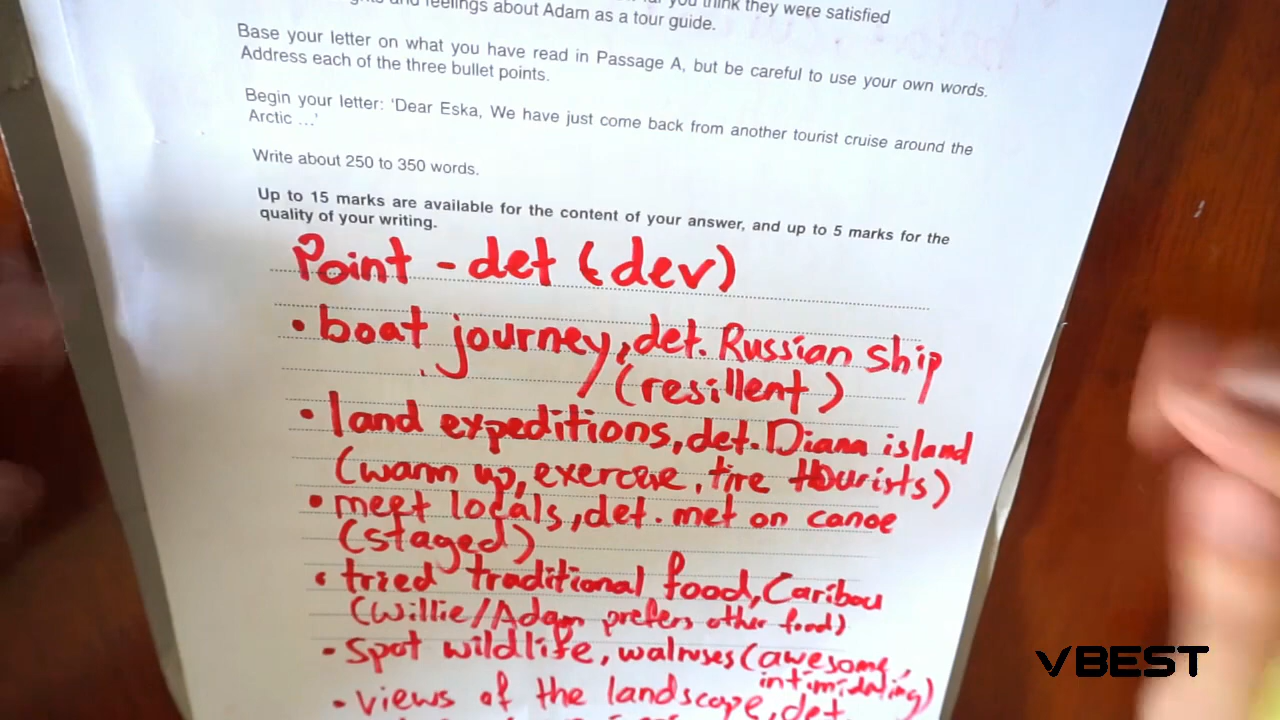 you think they were satisfied
and feelings about Adam as a tour guide.
Base your letter on what you have read in Passage A, but be careful to use your own words.
Address each of the three bullet points.
Begin your letter: 'Dear Eska, We have just come back from another tourist cruise around the
Arctic ...'
Write about 250 to 350 words.
Up to 15 marks are available for the content of your answer, and up to 5 marks for the
quality of your writing.
Point - det (dev)
• boat journey, det. Russian ship
(resillent)
• land expeditions, det. Diana island
(warm up, exercise, tire tourists)
• meet locals, det. met on canoe
(staged)
• tried traditional food, Caribou
(Willie/Adam prefers other food)
• spot wildlife, walruses (awesome,
intimidating)
• views of the landscape, det
VBEST